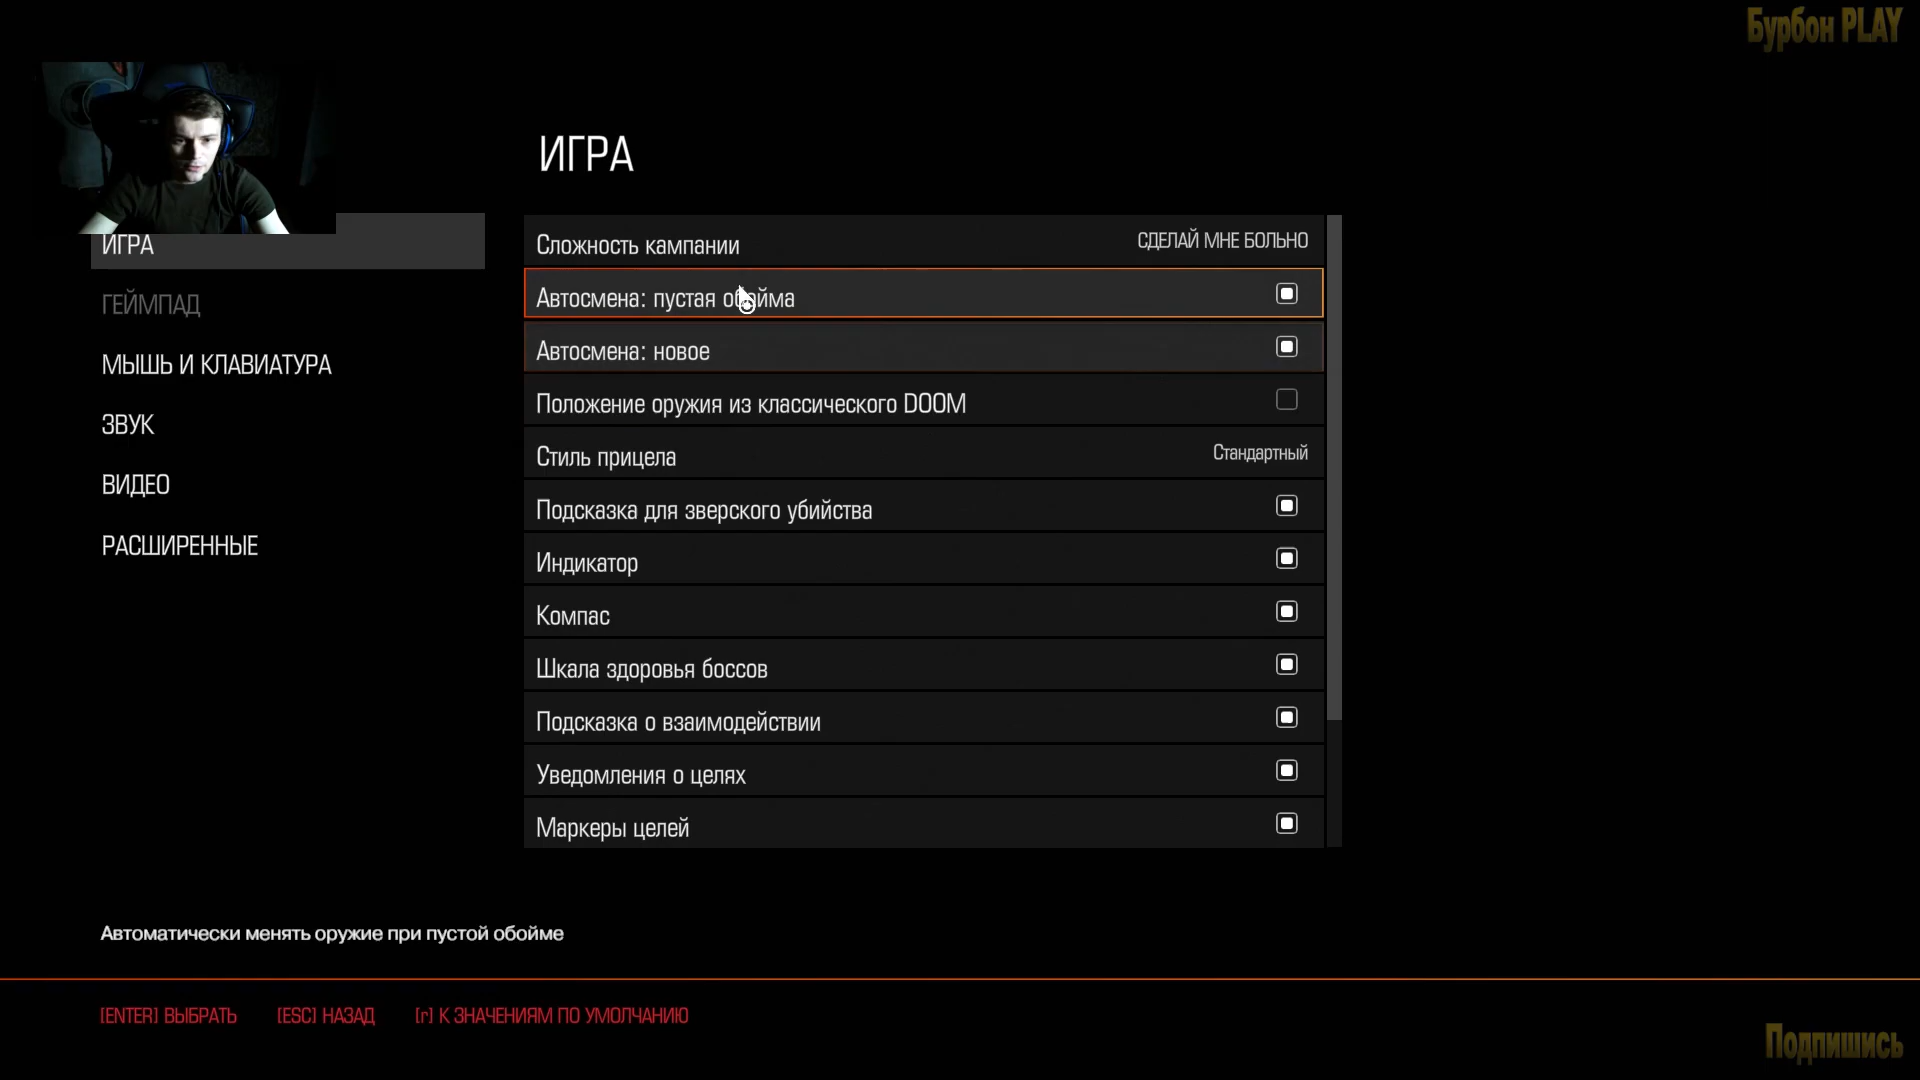 Бурбон PLAY
ИГРА
ИГРА
ГЕЙМПАД
МЫШЬ И КЛАВИАТУРА
ЗВУК
ВИДЕО
РАСШИРЕННЫЕ
Сложность кампании СДЕЛАЙ МНЕ БОЛЬНО
Автосмена: пустая обойма
Автосмена: новое
Положение оружия из классического DOOM
Стиль прицела Стандартный
Подсказка для зверского убийства
Индикатор
Компас
Шкала здоровья боссов
Подсказка о взаимодействии
Уведомления о целях
Маркеры целей
Автоматически менять оружие при пустой обойме
[ENTER] ВЫБРАТЬ [ESC] НАЗАД [r] К ЗНАЧЕНИЯМ ПО УМОЛЧАНИЮ
Подпишись